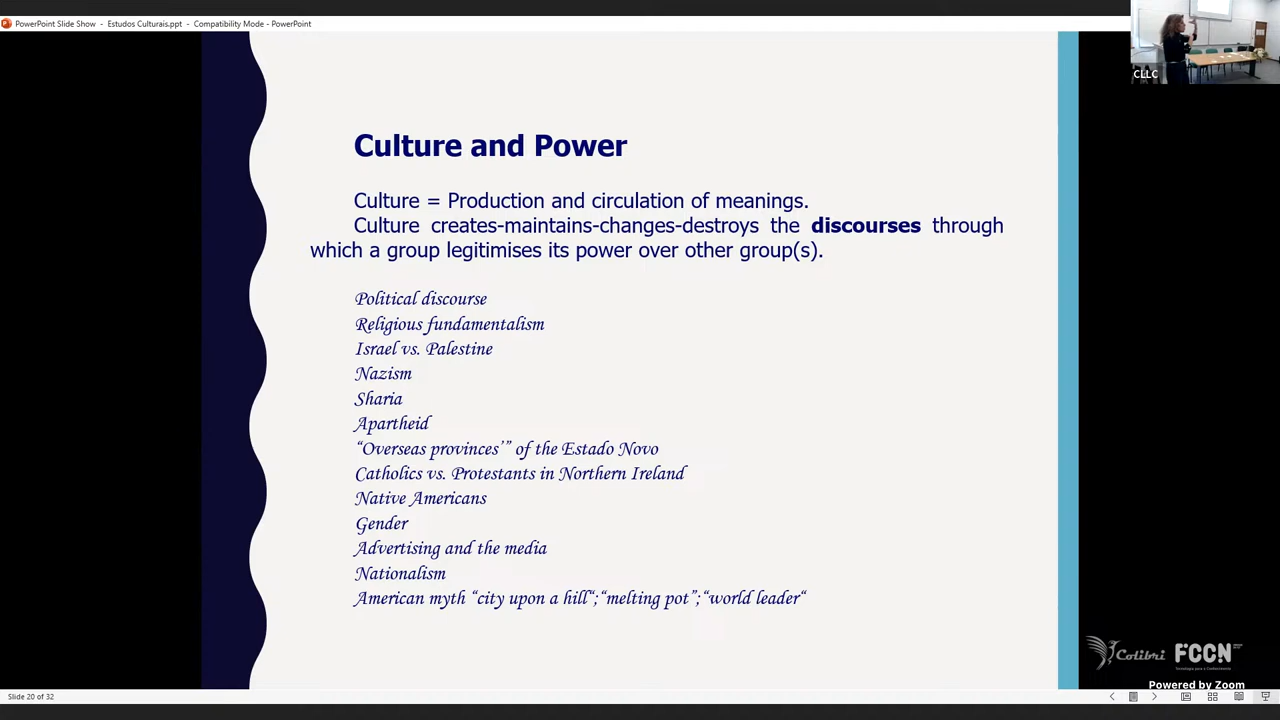 PowerPoint Slide Show - Estudos Culturais.ppt - Compatibility Mode - PowerPoint
CLLC
Culture and Power
Culture = Production and circulation of meanings.
Culture creates-maintains-changes-destroys the discourses through
which a group legitimises its power over other group(s).
Political discourse
Religious fundamentalism
Israel vs. Palestine
Nazism
Sharia
Apartheid
“Overseas provinces’” of the Estado Novo
Catholics vs. Protestants in Northern Ireland
Native Americans
Gender
Advertising and the media
Nationalism
American myth “city upon a hill“;“melting pot”;“world leader“
Colibri FCCN
Powered by Zoom
Slide 20 of 32